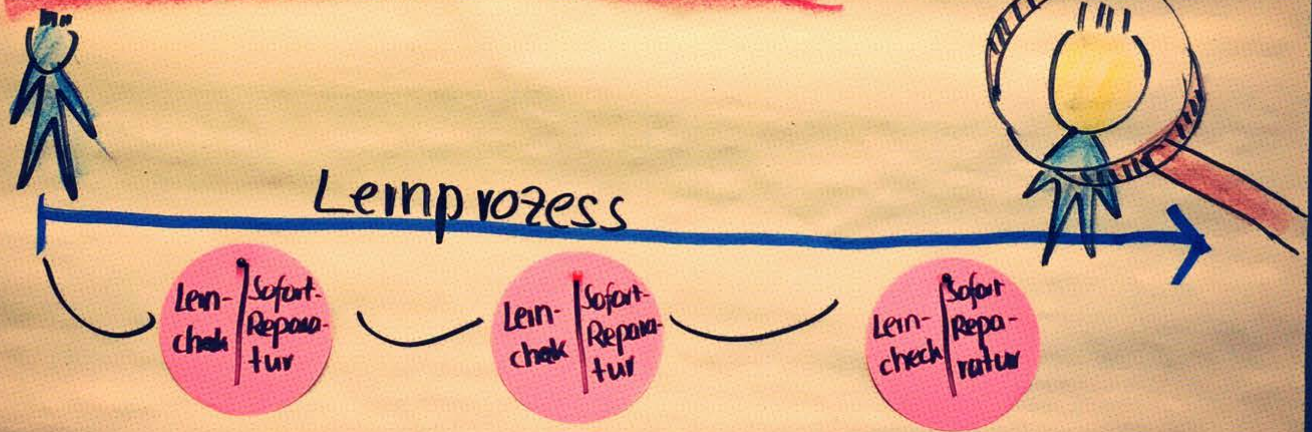 Lernprozess
Lern-
check
Sofort-
Repara-
tur
Lern-
check
Sofort-
Repara-
tur
Lern-
check
Sofort
Repa-
ratur